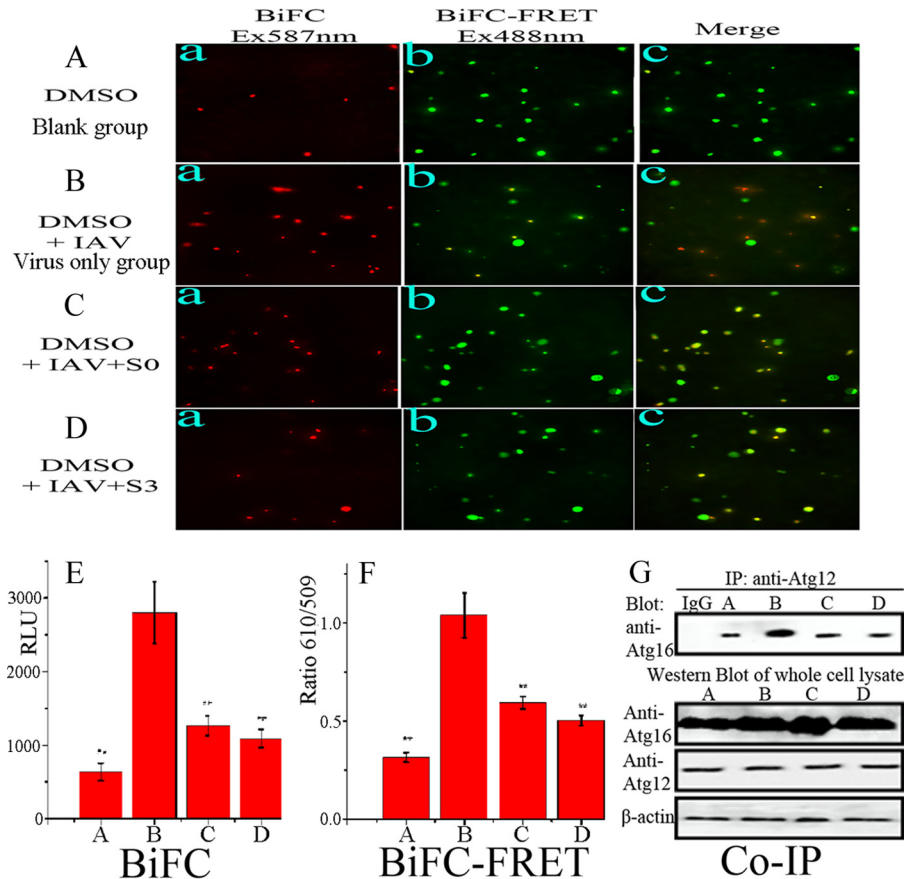 BiFC
Ex587nm
BiFC-FRET
Ex488nm
Merge
A
DMSO
Blank group
a
b
c
B
DMSO
+ IAV
Virus only group
a
b
c
C
DMSO
+ IAV+S0
a
b
c
D
DMSO
+ IAV+S3
a
b
c
E
RLU
3000
2000
1000
0
**
**
**
A
B
C
D
BiFC
F
Ratio 610/509
1.0
0.5
0.0
**
**
**
A
B
C
D
BiFC-FRET
G
IP: anti-Atg12
Blot: IgG A B C D
anti-
Atg16
Western Blot of whole cell lysate
A B C D
Anti-
Atg16
Anti-
Atg12
β-actin
Co-IP